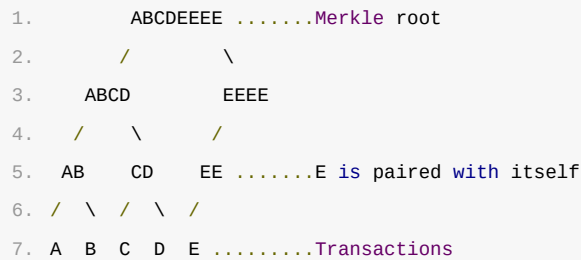 1.          ABCDEEEE .......Merkle root
2.         /        \
3.     ABCD        EEEE
4.    /    \      /
5.   AB    CD    EE .......E is paired with itself
6.  / \  / \  /
7.  A  B  C  D  E .........Transactions